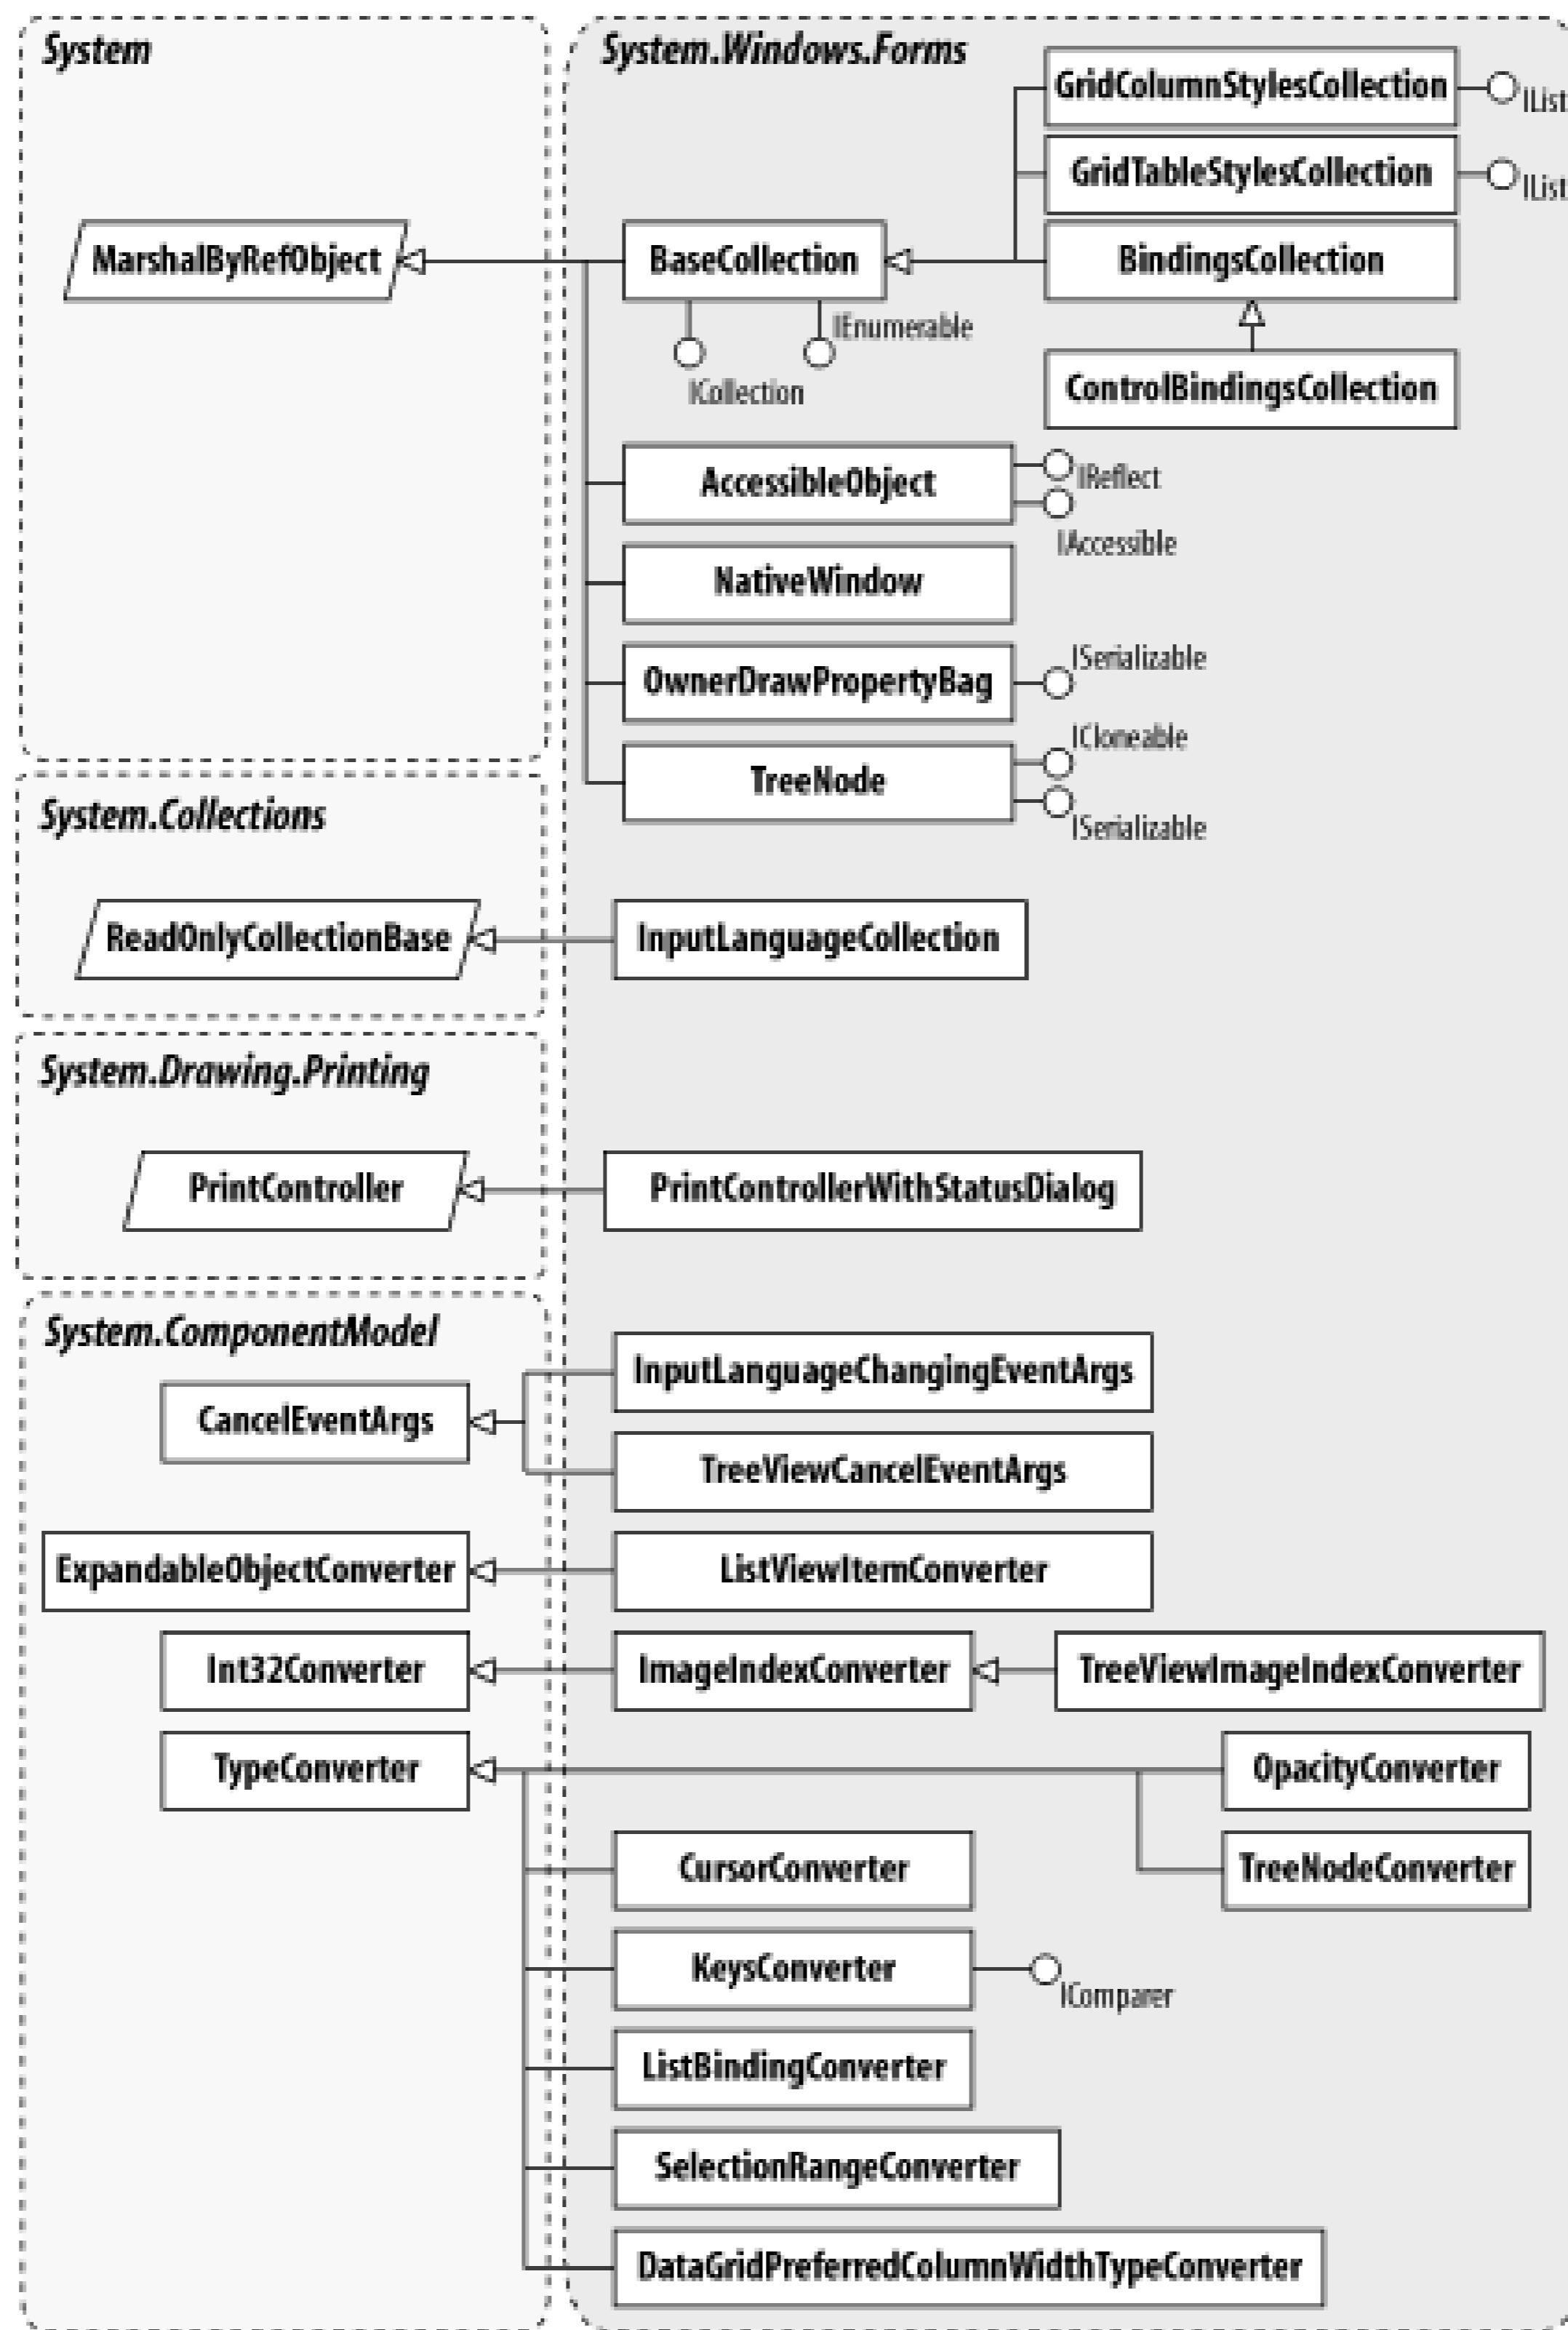 System
System.Windows.Forms
GridColumnStylesCollection
IList
GridTableStylesCollection
IList
MarshalByRefObject
BaseCollection
BindingsCollection
IEnumerable
ICollection
ControlBindingsCollection
AccessibleObject
IReflect
IAccessible
NativeWindow
OwnerDrawPropertyBag
ISerializable
TreeNode
ICloneable
ISerializable
System.Collections
ReadOnlyCollectionBase
InputLanguageCollection
System.Drawing.Printing
PrintController
PrintControllerWithStatusDialog
System.ComponentModel
InputLanguageChangingEventArgs
CancelEventArgs
TreeViewCancelEventArgs
ExpandableObjectConverter
ListViewItemConverter
Int32Converter
ImageIndexConverter
TreeViewImageIndexConverter
TypeConverter
OpacityConverter
CursorConverter
TreeNodeConverter
KeysConverter
IComparer
ListBindingConverter
SelectionRangeConverter
DataGridPreferredColumnWidthTypeConverter